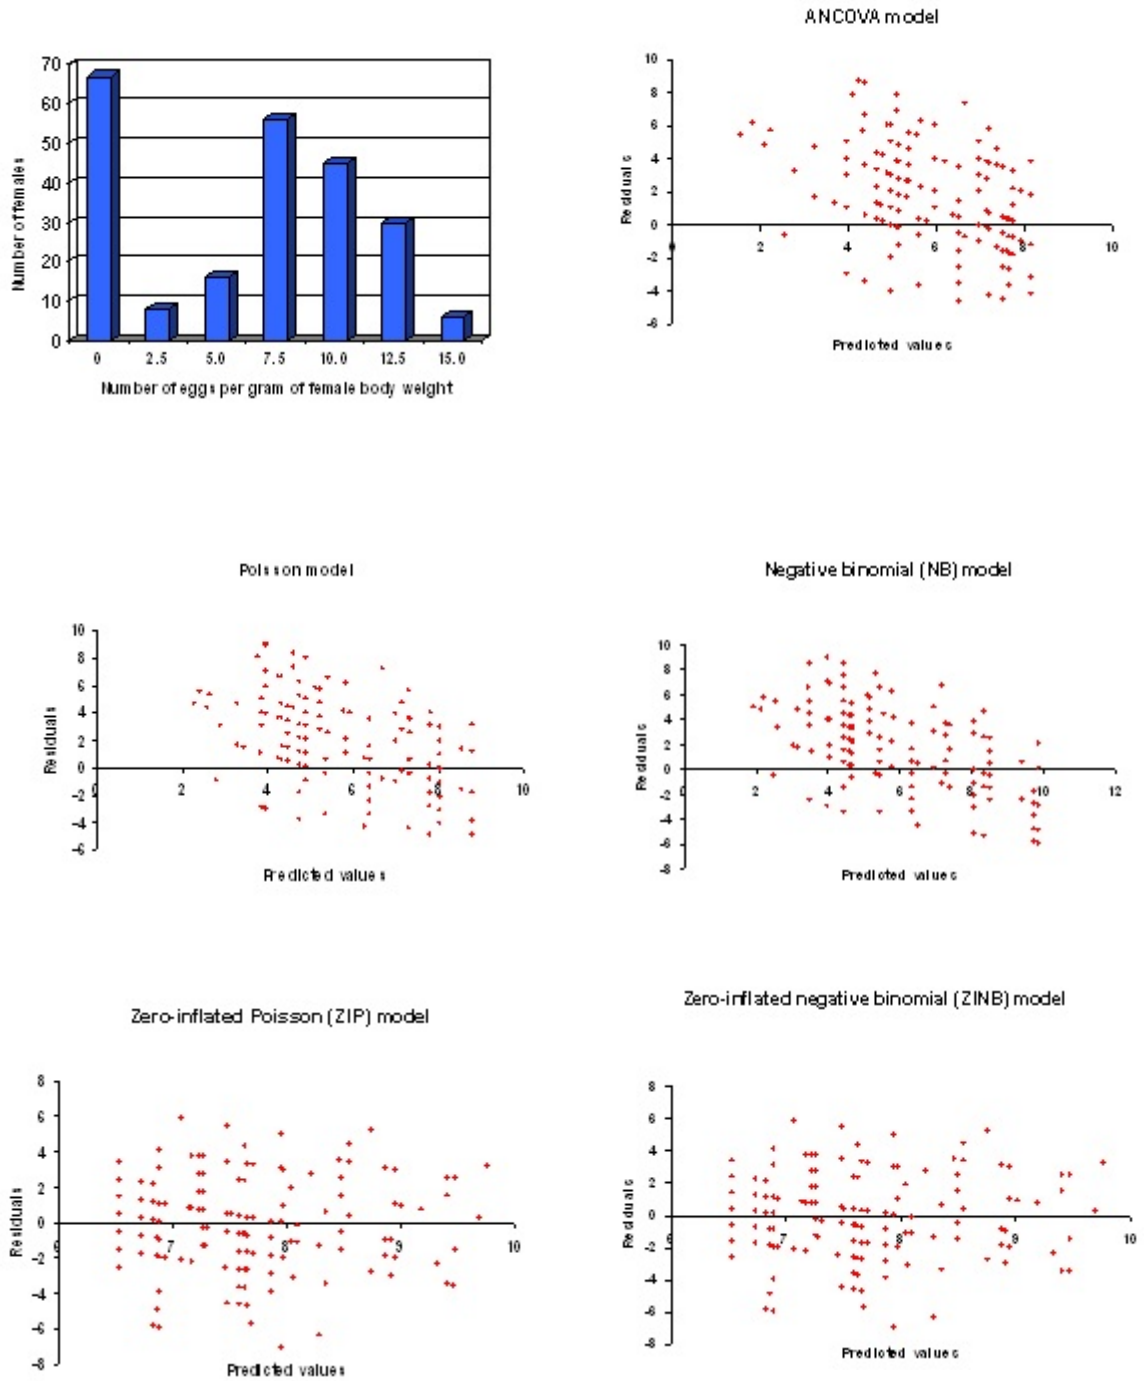 ANCOVA model
70
60
50
40
30
20
10
0
Number of females
0 2.5 5.0 7.5 10.0 12.5 15.0
Number of eggs per gram of female body weight
10
8
6
4
2
0
-2
-4
-6
Residuals
0 2 4 6 8 10
Predicted values
Poisson model
10
8
6
4
2
0
-2
-4
-6
Residuals
0 2 4 6 8 10
Predicted values
Negative binomial (NB) model
10
8
6
4
2
0
-2
-4
-6
-8
Residuals
0 2 4 6 8 10 12
Predicted values
Zero-inflated Poisson (ZIP) model
8
6
4
2
0
-2
-4
-6
-8
Residuals
6 7 8 9 10
Predicted values
Zero-inflated negative binomial (ZINB) model
8
6
4
2
0
-2
-4
-6
-8
Residuals
6 7 8 9 10
Predicted values